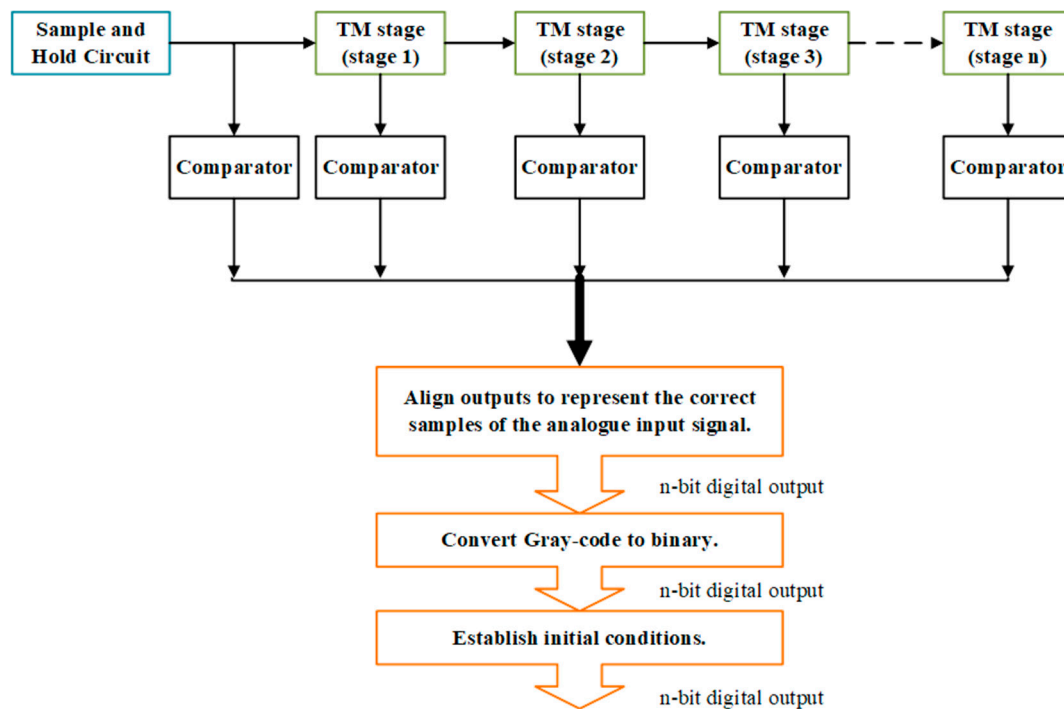 Sample and
Hold Circuit
TM stage
(stage 1)
TM stage
(stage 2)
TM stage
(stage 3)
TM stage
(stage n)
Comparator
Comparator
Comparator
Comparator
Comparator
Align outputs to represent the correct
samples of the analogue input signal.
n-bit digital output
Convert Gray-code to binary.
n-bit digital output
Establish initial conditions.
n-bit digital output